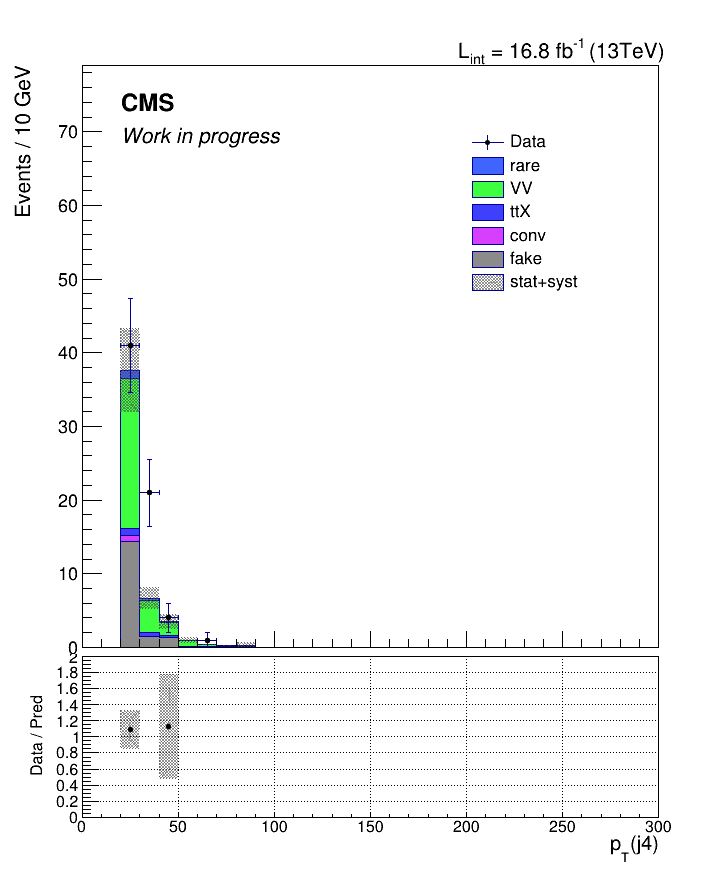 L_int = 16.8 fb^-1 (13TeV)
Events / 10 GeV
CMS
Work in progress
Data
rare
VV
ttX
conv
fake
stat+syst
70
60
50
40
30
20
10
0
Data / Pred
2
1.8
1.6
1.4
1.2
1
0.8
0.6
0.4
0.2
0
0 50 100 150 200 250 300
p_T(j4)